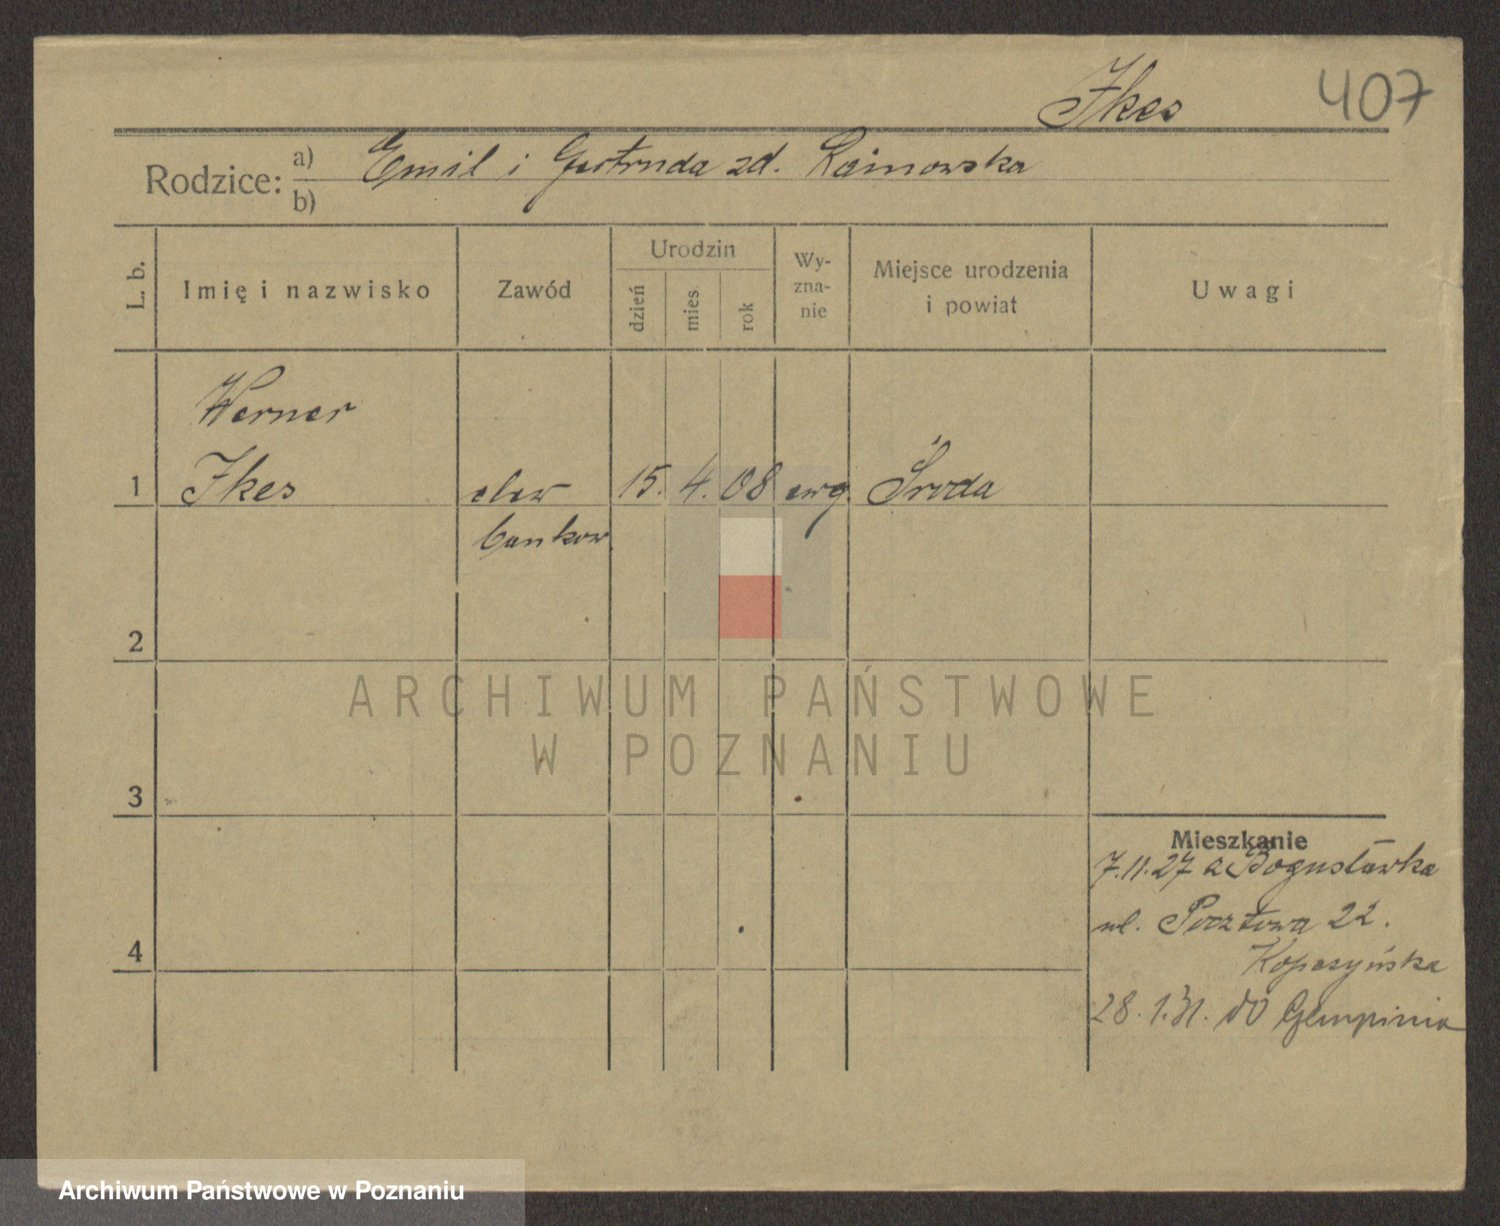 Ikes 407
Rodzice: a) Emil i Gertruda zd.
b)
L. b. Imię i nazwisko Zawód Urodzin dzień mies. rok Wy-zna-nie Miejsce urodzenia i powiat Uwagi
Werner
1 Ikes elew 15. 4. 08 ewg. Środa
bankow.
2
ARCHIWUM PAŃSTWOWE
W POZNANIU
3
Mieszkanie
7.11.27 z Bogusławka
ul. Pocztowa 22.
4
28.1.31. do
Archiwum Państwowe w Poznaniu